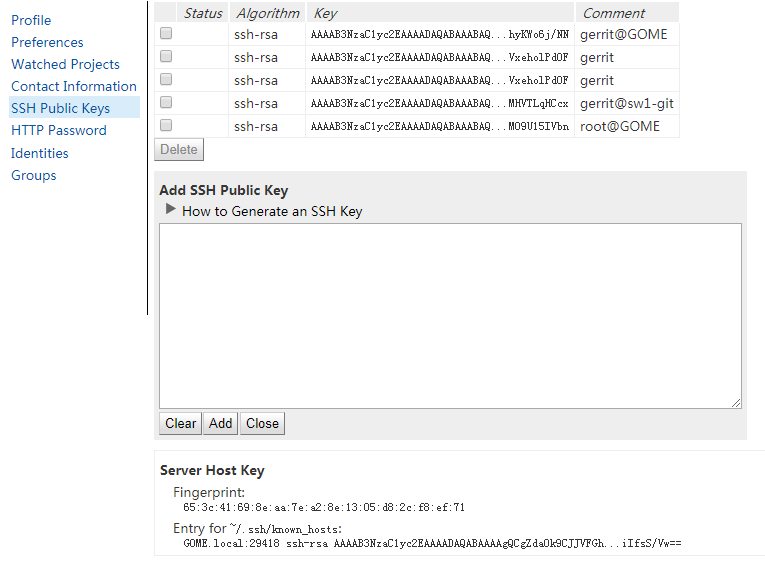 Profile
Preferences
Watched Projects
Contact Information
SSH Public Keys
HTTP Password
Identities
Groups
Status Algorithm Key Comment
ssh-rsa AAAAB3NzaC1yc2EAAAADAQABAAABAQ...hyKWo6j/NN gerrit@GOME
ssh-rsa AAAAB3NzaC1yc2EAAAADAQABAAABAQ...VxeholPdOF gerrit
ssh-rsa AAAAB3NzaC1yc2EAAAADAQABAAABAQ...VxeholPdOF gerrit
ssh-rsa AAAAB3NzaC1yc2EAAAADAQABAAABAQ...MHVTLqHCcx gerrit@sw1-git
ssh-rsa AAAAB3NzaC1yc2EAAAADAQABAAABAQ...MO9U15IVbn root@GOME
Delete
Add SSH Public Key
How to Generate an SSH Key
Clear Add Close
Server Host Key
Fingerprint:
65:3c:41:69:8e:aa:7e:a2:8e:13:05:d8:2c:f8:ef:71
Entry for ~/.ssh/known_hosts:
GOME.local:29418 ssh-rsa AAAAB3NzaC1yc2EAAAADAQABAAAAgQCgZdaOk9CJJVFGh...iIfsS/Vw==